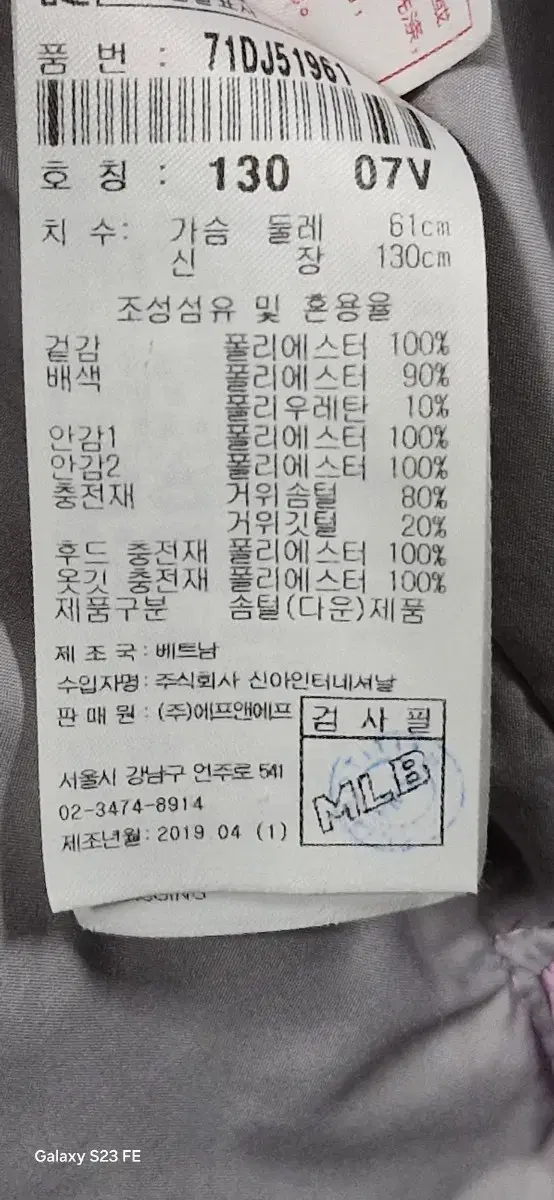 품 번 : 71DJ51961
호 칭 : 130 07V
치 수: 가슴 둘레 61cm
신 장 130cm
조성섬유 및 혼용율
겉감 폴리에스터 100%
배색 폴리에스터 90%
폴리우레탄 10%
안감1 폴리에스터 100%
안감2 폴리에스터 100%
충전재 거위솜털 80%
거위깃털 20%
후드 충전재 폴리에스터 100%
옷깃 충전재 폴리에스터 100%
제품구분 솜털(다운)제품
제 조 국 : 베트남
수입자명 : 주식회사 신아인터네셔날
판 매 원 : (주)에프앤에프
검 사 필
MLB
서울시 강남구 언주로 541
02-3474-8914
제조년월: 2019 04 (1)
Galaxy S23 FE